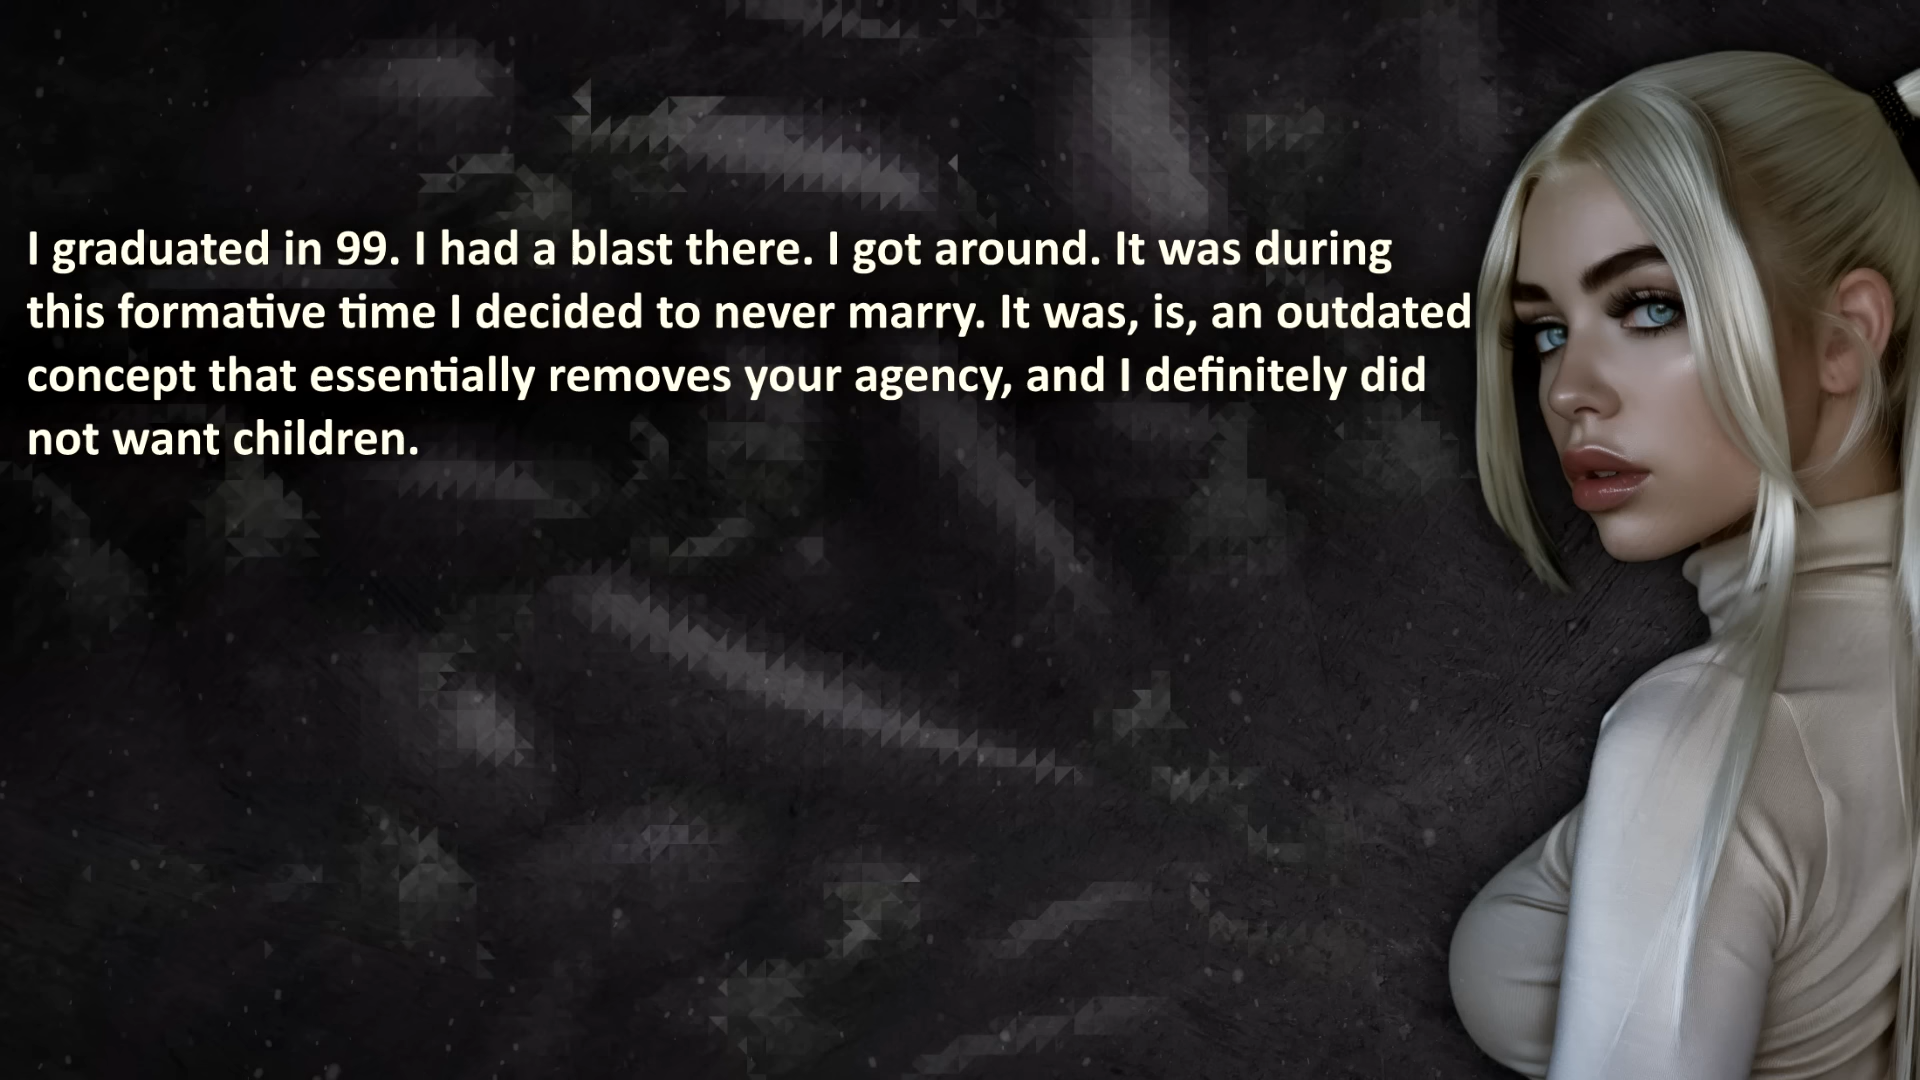 I graduated in 99. I had a blast there. I got around. It was during
this formative time I decided to never marry. It was, is, an outdated
concept that essentially removes your agency, and I definitely did
not want children.